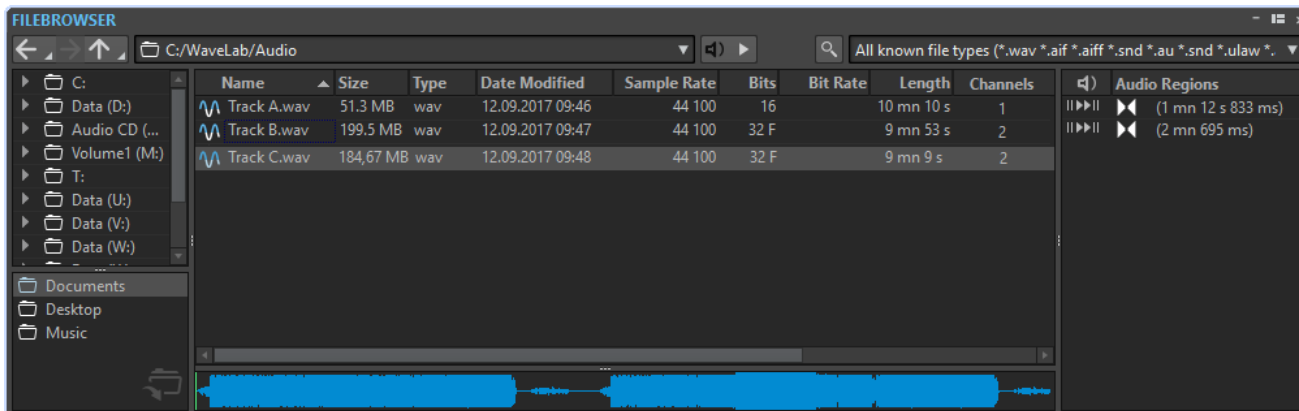 FILEBROWSER
C:/WaveLab/Audio
All known file types (*.wav *.aif *.aiff *.snd *.au *.snd *.ulaw *.
C:
Data (D:)
Audio CD (...
Volume1 (M:)
T:
Data (U:)
Data (V:)
Data (W:)
Documents
Desktop
Music
Name Size Type Date Modified Sample Rate Bits Bit Rate Length Channels
Track A.wav 51.3 MB wav 12.09.2017 09:46 44 100 16 10 mn 10 s 1
Track B.wav 199.5 MB wav 12.09.2017 09:47 44 100 32 F 9 mn 53 s 2
Track C.wav 184,67 MB wav 12.09.2017 09:48 44 100 32 F 9 mn 9 s 2
Audio Regions
(1 mn 12 s 833 ms)
(2 mn 695 ms)